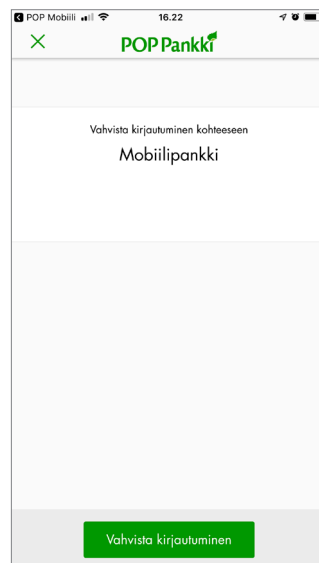 POP Mobiili
16.22
POP Pankki
Vahvista kirjautuminen kohteeseen
Mobiilipankki
Vahvista kirjautuminen